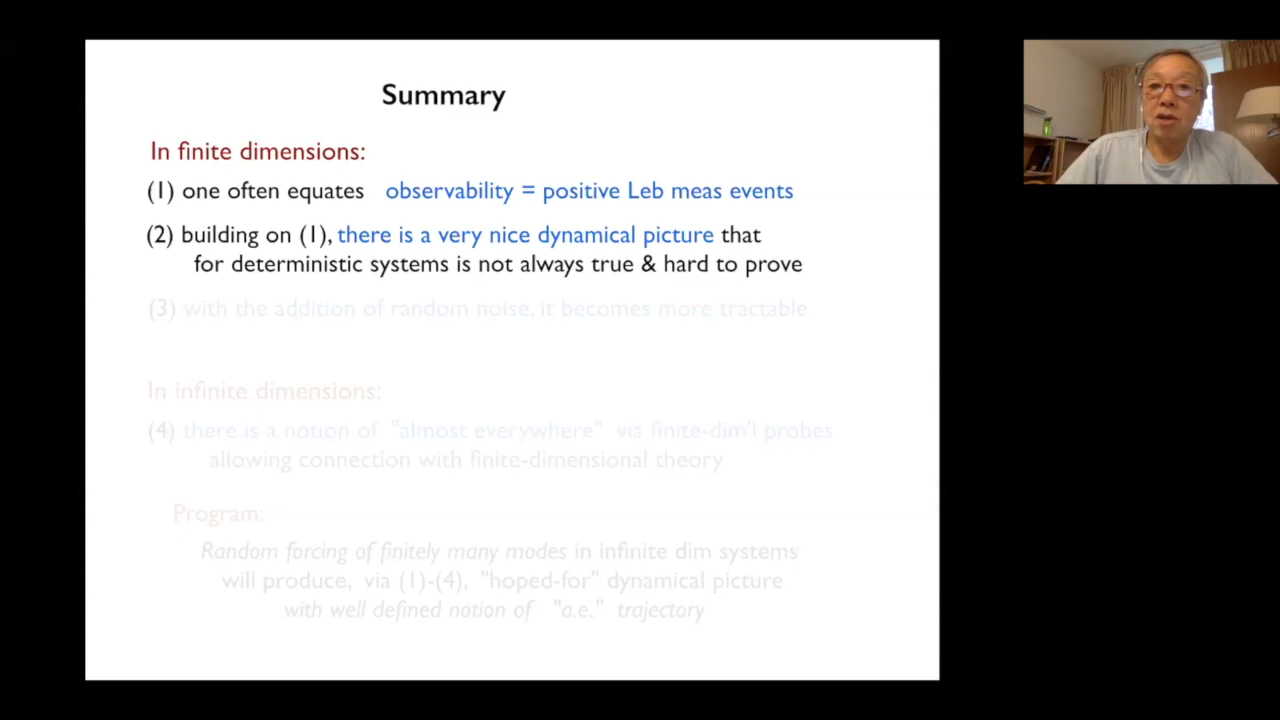 Summary
In finite dimensions:
(1) one often equates observability = positive Leb meas events
(2) building on (1), there is a very nice dynamical picture that
for deterministic systems is not always true & hard to prove
(3) with the addition of random noise, it becomes more tractable
In infinite dimensions:
(4) there is a notion of "almost everywhere" via finite-dim'l probes
allowing connection with finite-dimensional theory
Program:
Random forcing of finitely many modes in infinite dim systems
will produce, via (1)-(4), "hoped-for" dynamical picture
with well defined notion of "a.e." trajectory